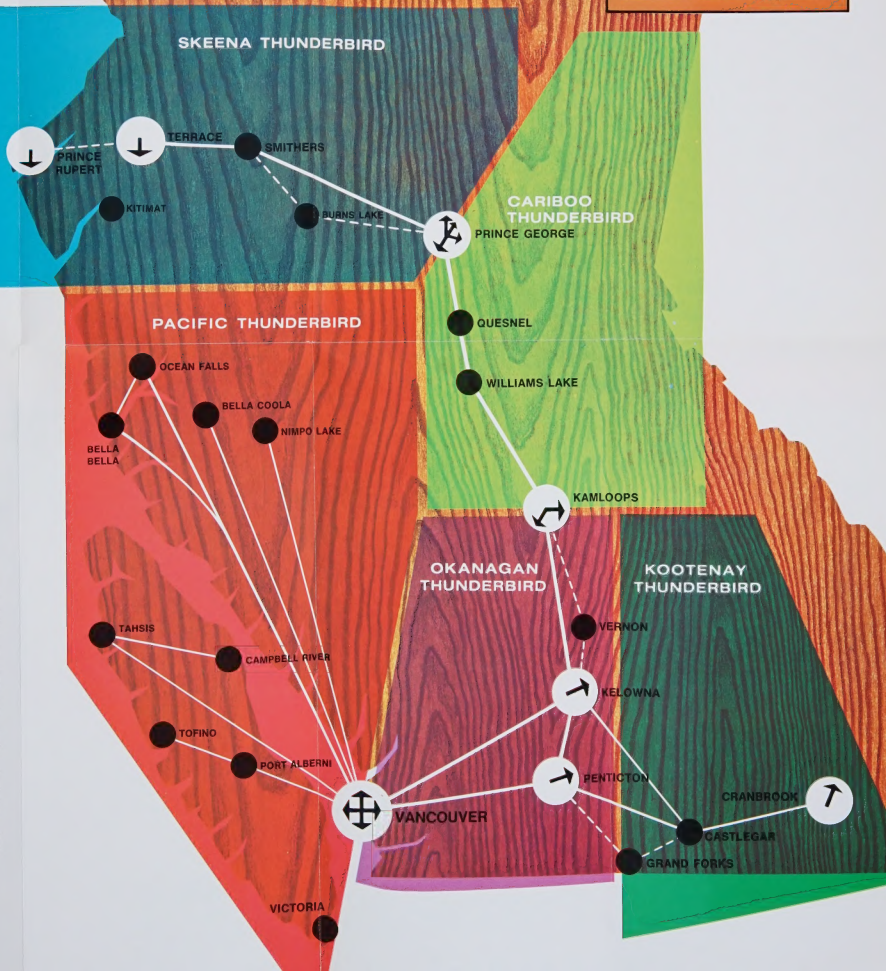 SKEENA THUNDERBIRD
TERRACE
SMITHERS
PRINCE
RUPERT
KITIMAT
BURNS LAKE
CARIBOO
THUNDERBIRD
PRINCE GEORGE
PACIFIC THUNDERBIRD
QUESNEL
OCEAN FALLS
WILLIAMS LAKE
BELLA COOLA
NIMPO LAKE
BELLA
BELLA
KAMLOOPS
OKANAGAN
THUNDERBIRD
KOOTENAY
THUNDERBIRD
TAHSIS
VERNON
CAMPBELL RIVER
KELOWNA
TOFINO
PORT ALBERNI
PENTICTON
CRANBROOK
VANCOUVER
CASTLEGAR
GRAND FORKS
VICTORIA